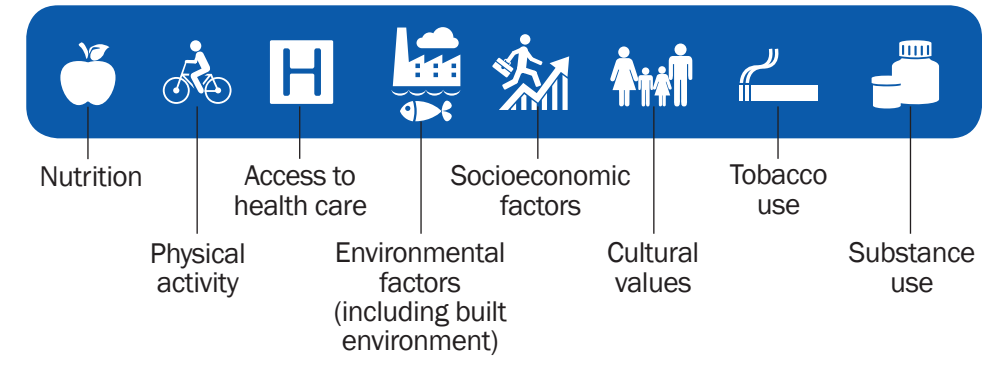 H
Nutrition
Physical
activity
Access to
health care
Environmental
factors
(including built
environment)
Socioeconomic
factors
Cultural
values
Tobacco
use
Substance
use